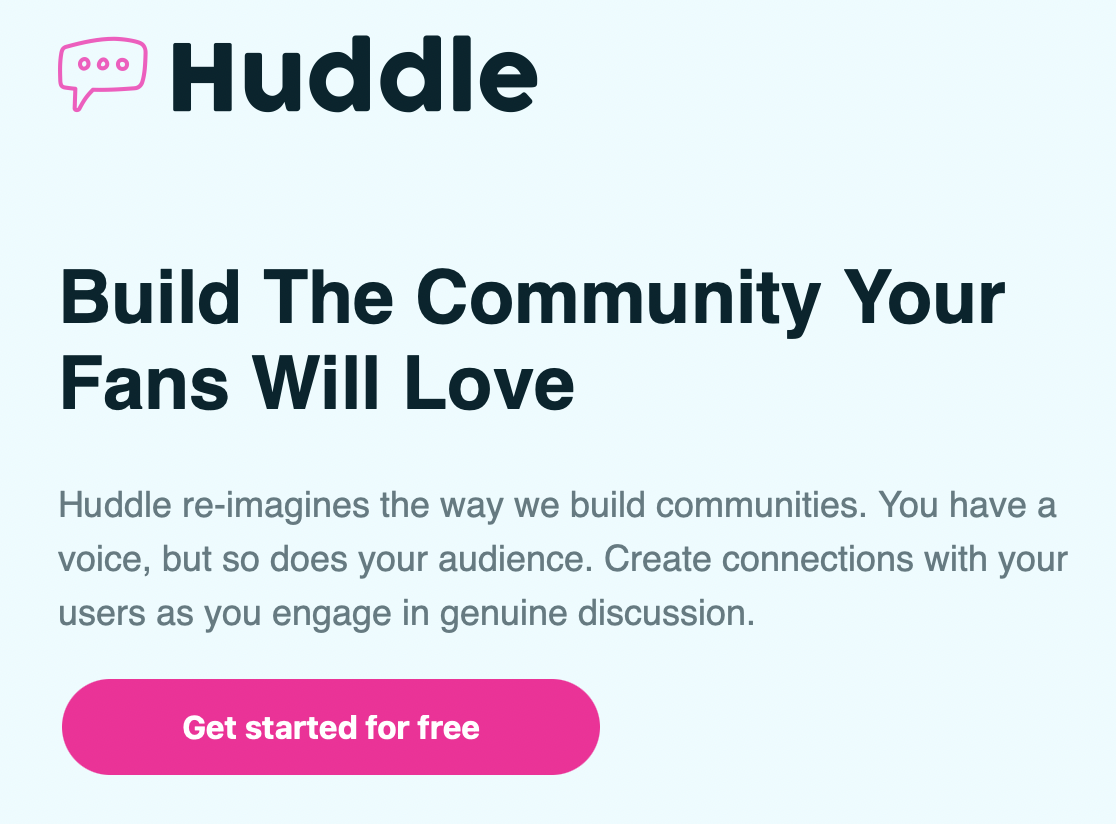 Huddle
Build The Community Your
Fans Will Love
Huddle re-imagines the way we build communities. You have a
voice, but so does your audience. Create connections with your
users as you engage in genuine discussion.
Get started for free